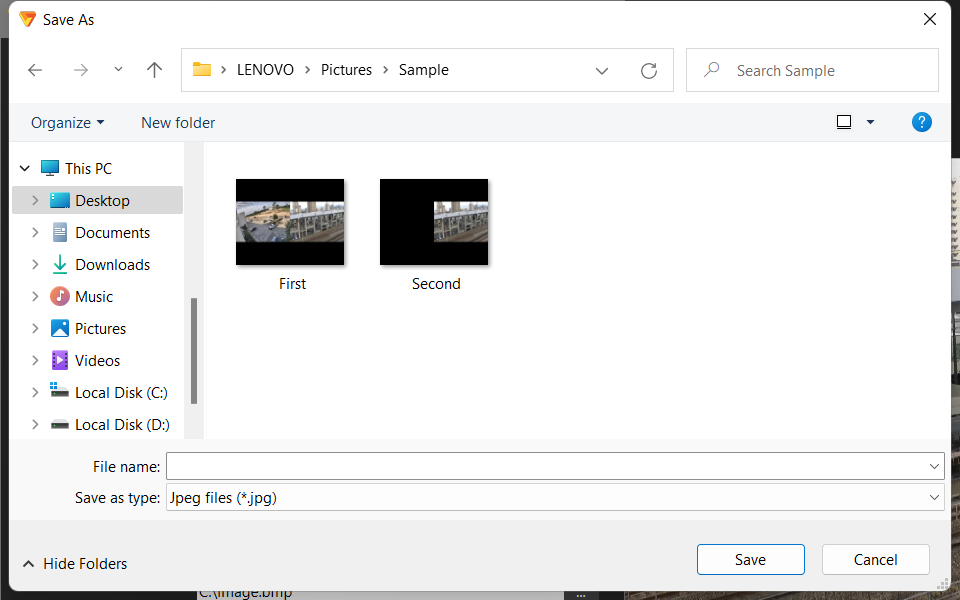 Save As
LENOVO Pictures Sample
Search Sample
Organize
New folder
?
This PC
Desktop
Documents
Downloads
Music
Pictures
Videos
Local Disk (C:)
Local Disk (D:)
First
Second
File name:
Save as type: Jpeg files (*.jpg)
Hide Folders
Save
Cancel
C:\image.bmp
...